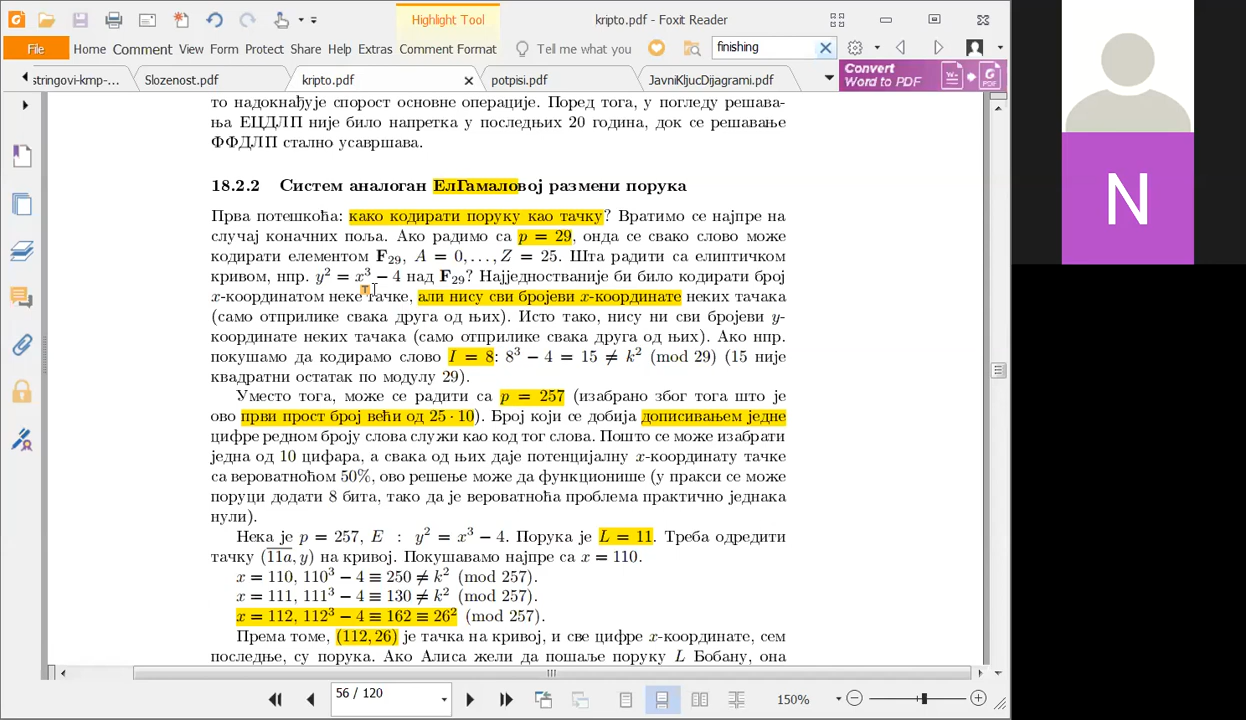 Highlight Tool
kripto.pdf - Foxit Reader
File Home Comment View Form Protect Share Help Extras Comment Format Tell me what you finishing
stringovi-kmp-... Slozenost.pdf kripto.pdf potpisi.pdf JavniKljucDijagrami.pdf Convert Word to PDF
то надокнађује спорост основне операције. Поред тога, у погледу решава-
ња ЕЦДЛП није било напретка у последњих 20 година, док се решавање
ФФДЛП стално усавршава.
18.2.2 Систем аналоган ЕлГамаловој размени порука
Прва потешкоћа: како кодирати поруку као тачку? Вратимо се најпре на
случај коначних поља. Ако радимо са p = 29, онда се свако слово може
кодирати елементом F₂₉, A = 0, . . . , Z = 25. Шта радити са елиптичком
кривом, нпр. y² = x³ − 4 над F₂₉? Најједноставније би било кодирати број
x-координатом неке тачке, али нису сви бројеви x-координате неких тачака
(само отприлике свака друга од њих). Исто тако, нису ни сви бројеви y-
координате неких тачака (само отприлике свака друга од њих). Ако нпр.
покушамо да кодирамо слово I = 8: 8³ − 4 = 15 ≠ k² (mod 29) (15 није
квадратни остатак по модулу 29).
Уместо тога, може се радити са p = 257 (изабрано због тога што је
ово први прост број већи од 25 · 10). Број који се добија дописивањем једне
цифре редном броју слова служи као код тог слова. Пошто се може изабрати
једна од 10 цифара, а свака од њих даје потенцијалну x-координату тачке
са вероватноћом 50%, ово решење може да функционише (у пракси се може
поруци додати 8 бита, тако да је вероватноћа проблема практично једнака
нули).
Нека је p = 257, E : y² = x³ − 4. Порука је L = 11. Треба одредити
тачку (1̅1̅a̅, y) на кривој. Покушавамо најпре са x = 110.
x = 110, 110³ − 4 ≡ 250 ≠ k² (mod 257).
x = 111, 111³ − 4 ≡ 130 ≠ k² (mod 257).
x = 112, 112³ − 4 ≡ 162 ≡ 26² (mod 257).
Према томе, (112, 26) је тачка на кривој, и све цифре x-координате, сем
последње, су порука. Ако Алиса жели да пошаље поруку L Бобану, она
56 / 120 150%
N